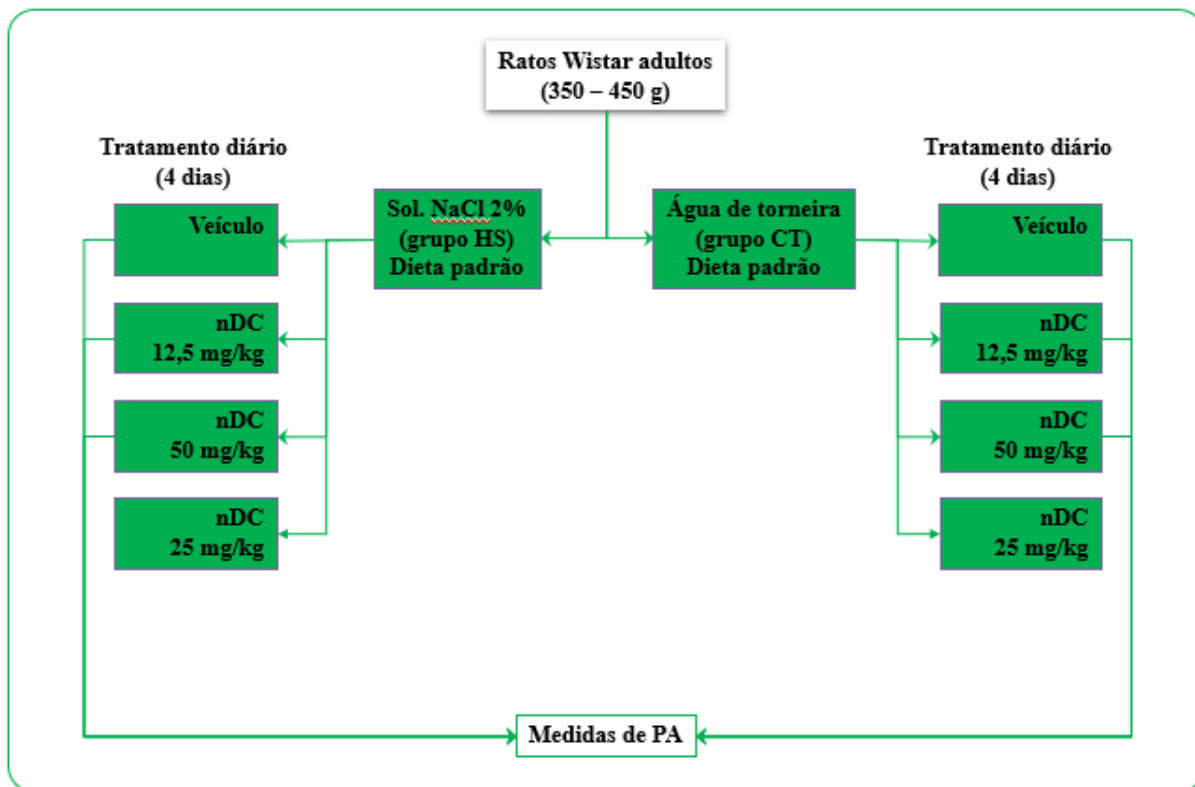 Ratos Wistar adultos
(350 – 450 g)
Tratamento diário
(4 dias)
Veículo
nDC
12,5 mg/kg
nDC
50 mg/kg
nDC
25 mg/kg
Sol. NaCl 2%
(grupo HS)
Dieta padrão
Água de torneira
(grupo CT)
Dieta padrão
Tratamento diário
(4 dias)
Veículo
nDC
12,5 mg/kg
nDC
50 mg/kg
nDC
25 mg/kg
Medidas de PA